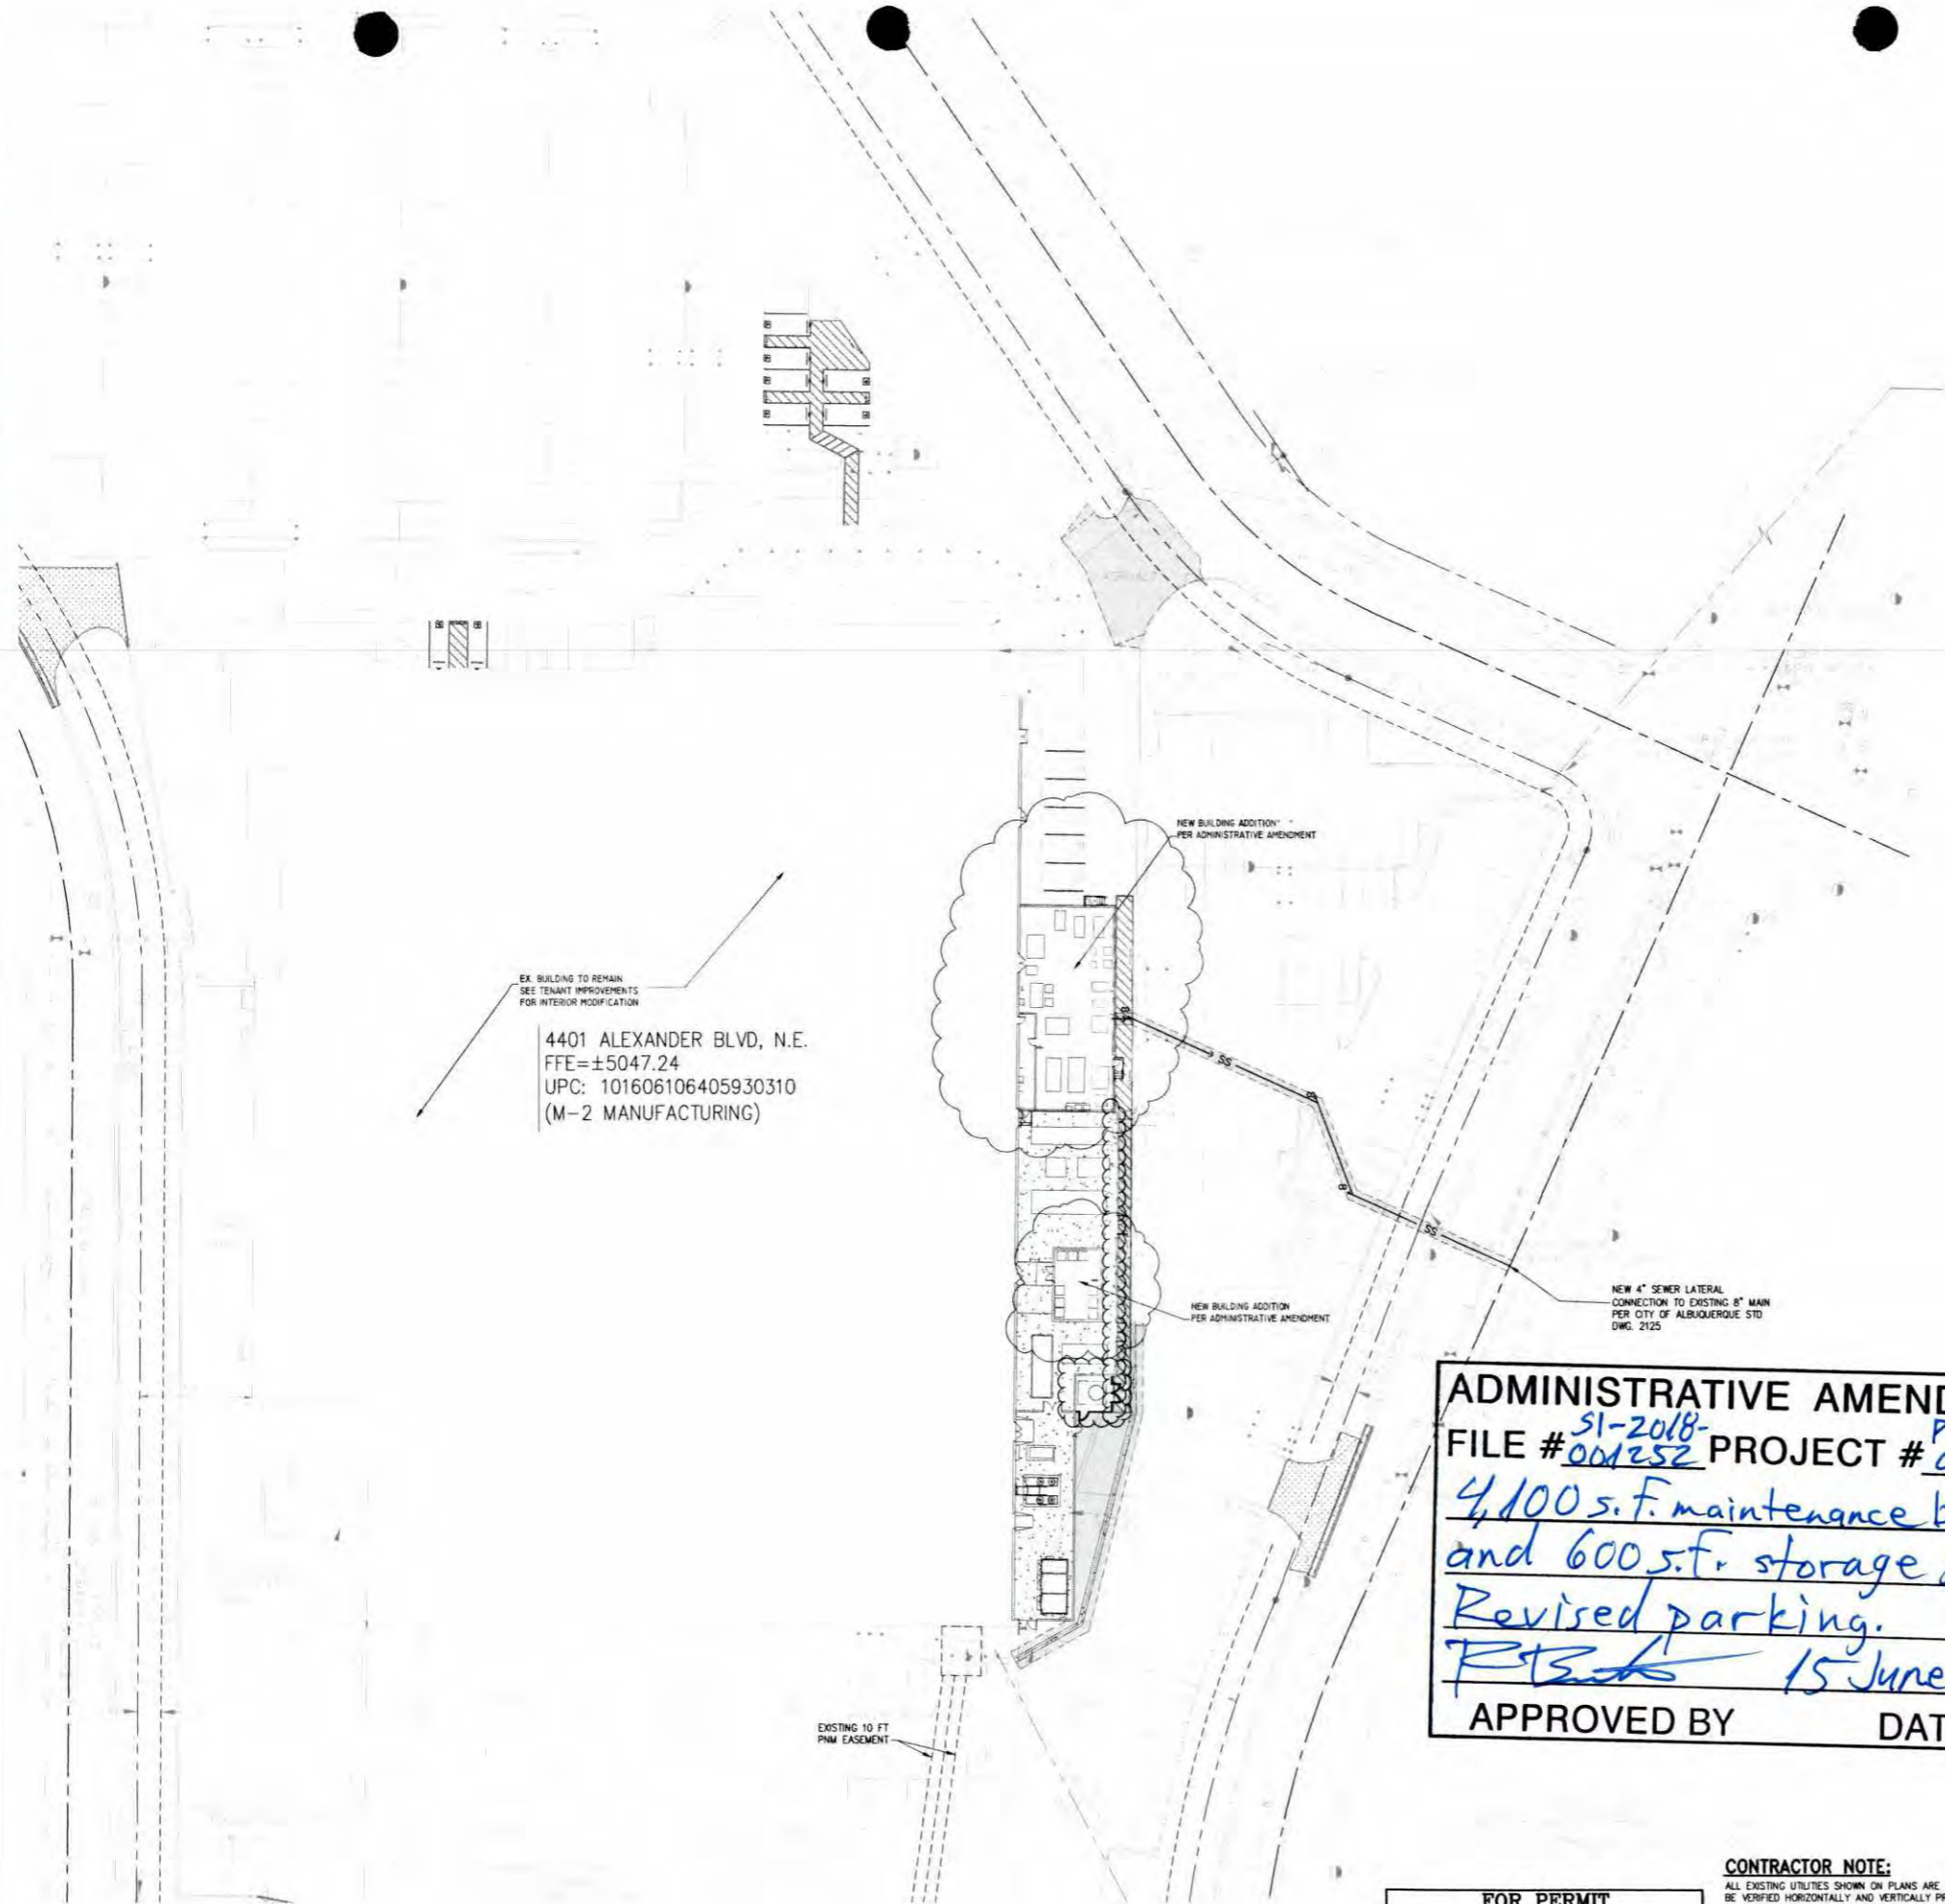 NEW BUILDING ADDITION
PER ADMINISTRATIVE AMENDMENT
EX. BUILDING TO REMAIN
SEE TENANT IMPROVEMENTS
FOR INTERIOR MODIFICATION
4401 ALEXANDER BLVD, N.E.
FFE=±5047.24
UPC: 101606106405930310
(M-2 MANUFACTURING)
SS
SS
NEW BUILDING ADDITION
PER ADMINISTRATIVE AMENDMENT
NEW 4" SEWER LATERAL
CONNECTION TO EXISTING 8" MAIN
PER CITY OF ALBUQUERQUE STD
DWG. 2125
ADMINISTRATIVE AMEND
FILE # SI-2018-001252 PROJECT #
4,100 s.f. maintenance b
and 600 s.f. storage
Revised parking.
15 June
APPROVED BY DAT
EXISTING 10 FT
PNM EASEMENT
FOR PERMIT
CONTRACTOR NOTE:
ALL EXISTING UTILITIES SHOWN ON PLANS ARE
BE VERIFIED HORIZONTALLY AND VERTICALLY